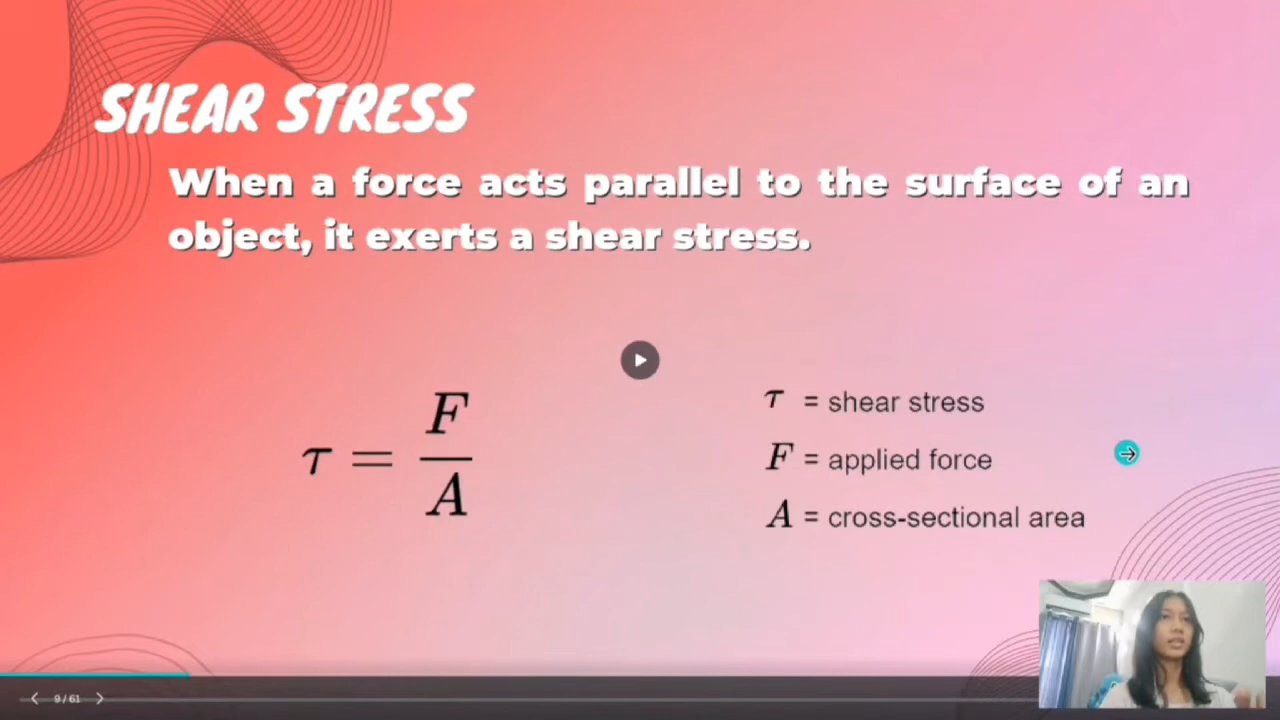 SHEAR STRESS
When a force acts parallel to the surface of an
object, it exerts a shear stress.
τ = F/A
τ = shear stress
F = applied force
A = cross-sectional area
9 / 61